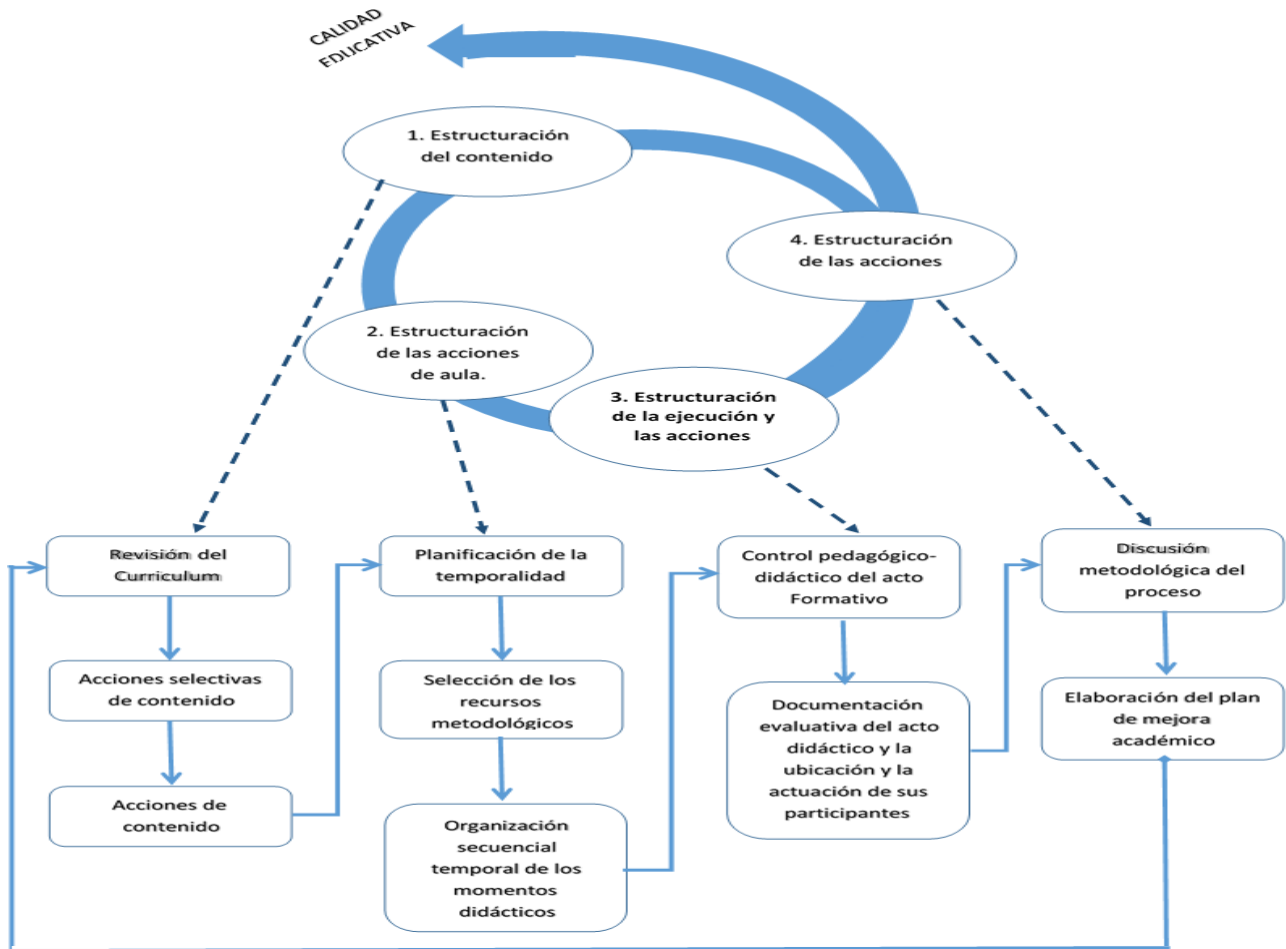 CALIDAD
EDUCATIVA
1. Estructuración
del contenido
4. Estructuración
de las acciones
2. Estructuración
de las acciones
de aula.
3. Estructuración
de la ejecución y
las acciones
Revisión del
Curriculum
Acciones selectivas
de contenido
Acciones de
contenido
Planificación de la
temporalidad
Selección de los
recursos
metodológicos
Organización
secuencial
temporal de los
momentos
didácticos
Control pedagógico-
didáctico del acto
Formativo
Documentación
evaluativa del acto
didáctico y la
ubicación y la
actuación de sus
participantes
Discusión
metodológica del
proceso
Elaboración del plan
de mejora
académico